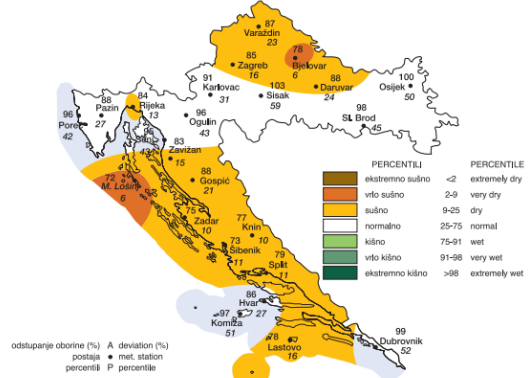 87
Varaždin
23
78
Bjelovar
6
85
Zagreb
16
88
Daruvar
24
91
Karlovac
31
103
Sisak
59
100
Osijek
50
98
Sl. Brod
45
84
Rijeka
13
88
Pazin
27
96
Poreč
42
96
Ogulin
43
Senj
43
83
Zavižan
15
88
Gospić
21
72
M. Lošinj
6
75
Zadar
10
77
Knin
10
73
Šibenik
11
79
Split
11
86
Hvar
27
97
Komiža
51
78
Lastovo
16
99
Dubrovnik
52
PERCENTILI PERCENTILE
ekstremno sušno <2 extremely dry
vrlo sušno 2-9 very dry
sušno 9-25 dry
normalno 25-75 normal
kišno 75-91 wet
vrlo kišno 91-98 very wet
ekstremno kišno >98 extremely wet
odstupanje oborine (%) A deviation (%)
postaja ● met. station
percentili P percentile